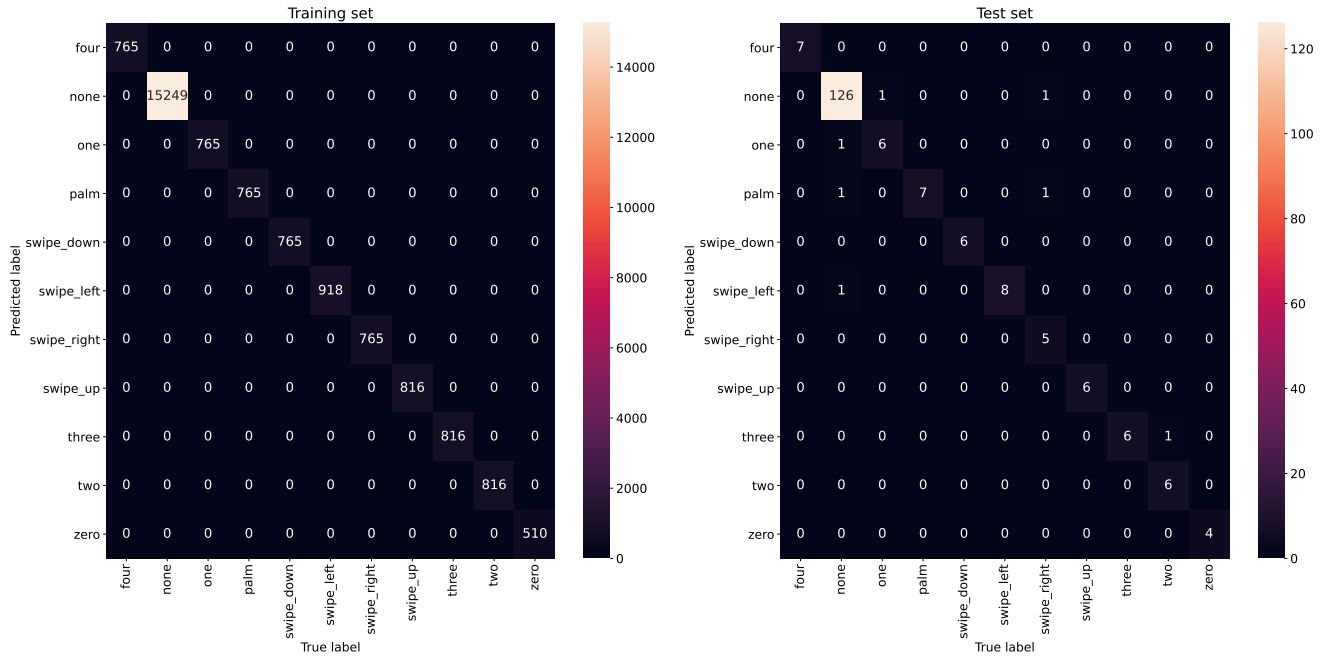 Training set
Predicted label
four 765 0 0 0 0 0 0 0 0 0 0
none 0 15249 0 0 0 0 0 0 0 0 0
one 0 0 765 0 0 0 0 0 0 0 0
palm 0 0 0 765 0 0 0 0 0 0 0
swipe_down 0 0 0 0 765 0 0 0 0 0 0
swipe_left 0 0 0 0 0 918 0 0 0 0 0
swipe_right 0 0 0 0 0 0 765 0 0 0 0
swipe_up 0 0 0 0 0 0 0 816 0 0 0
three 0 0 0 0 0 0 0 0 816 0 0
two 0 0 0 0 0 0 0 0 0 816 0
zero 0 0 0 0 0 0 0 0 0 0 510
four none one palm swipe_down swipe_left swipe_right swipe_up three two zero
True label
14000
12000
10000
8000
6000
4000
2000
0
Test set
Predicted label
four 7 0 0 0 0 0 0 0 0 0 0
none 0 126 1 0 0 0 1 0 0 0 0
one 0 1 6 0 0 0 0 0 0 0 0
palm 0 1 0 7 0 0 1 0 0 0 0
swipe_down 0 0 0 0 6 0 0 0 0 0 0
swipe_left 0 1 0 0 0 8 0 0 0 0 0
swipe_right 0 0 0 0 0 0 5 0 0 0 0
swipe_up 0 0 0 0 0 0 0 6 0 0 0
three 0 0 0 0 0 0 0 0 6 1 0
two 0 0 0 0 0 0 0 0 0 6 0
zero 0 0 0 0 0 0 0 0 0 0 4
four none one palm swipe_down swipe_left swipe_right swipe_up three two zero
True label
120
100
80
60
40
20
0